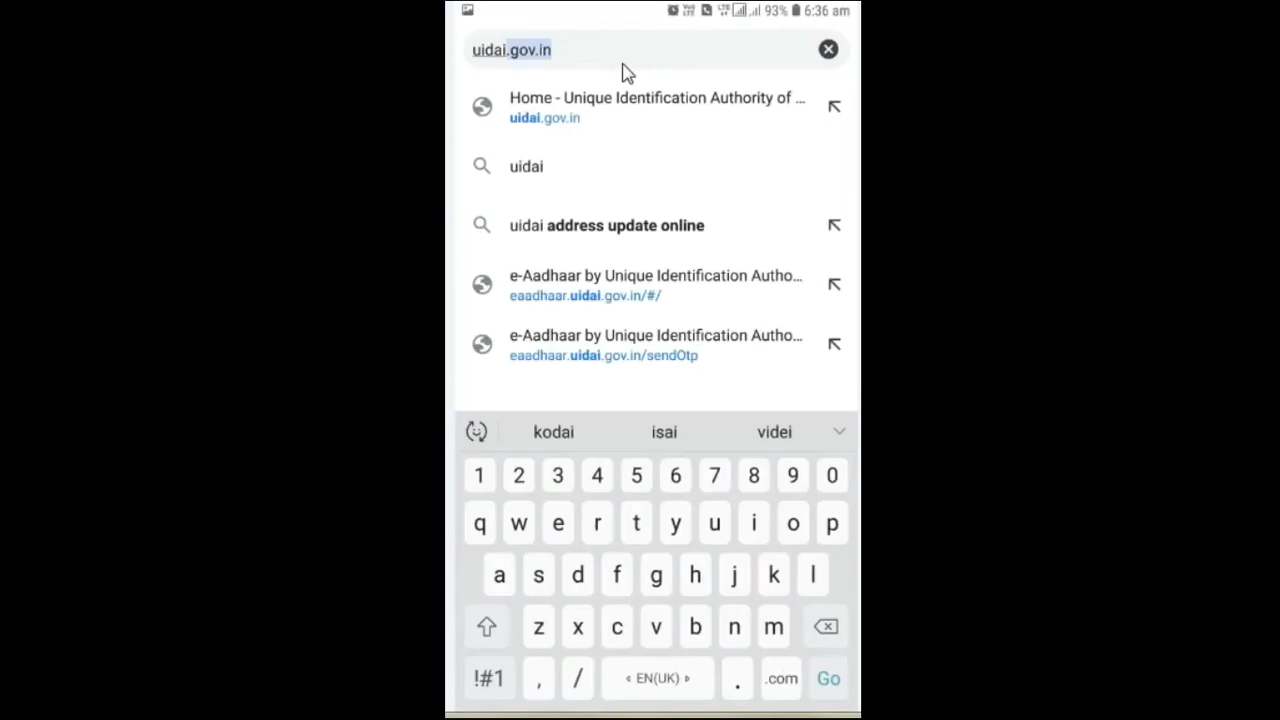 93% 6:36 am
uidai.gov.in
Home - Unique Identification Authority of ...
uidai.gov.in
uidai
uidai address update online
e-Aadhaar by Unique Identification Autho...
eaadhaar.uidai.gov.in/#/
e-Aadhaar by Unique Identification Autho...
eaadhaar.uidai.gov.in/sendOtp
kodai isai videi
1 2 3 4 5 6 7 8 9 0
q w e r t y u i o p
a s d f g h j k l
z x c v b n m
!#1 , / EN(UK) . .com Go